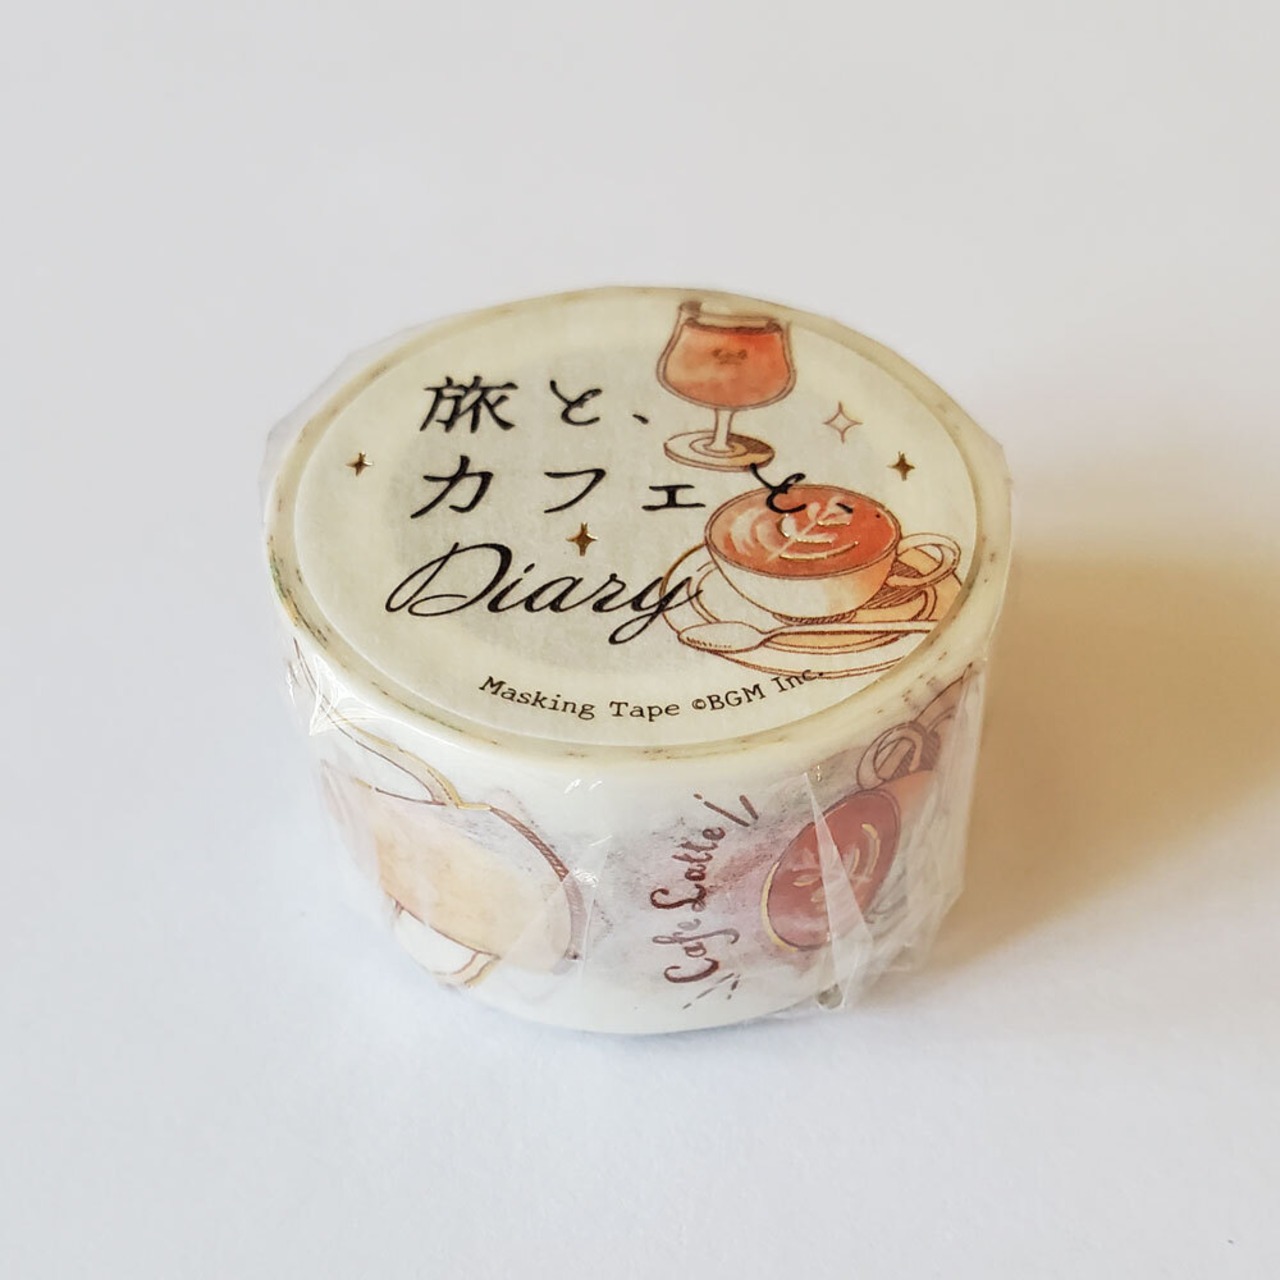 旅と、
カフェと、
Diary
Masking Tape ©BGM Inc.
Cafe Latte